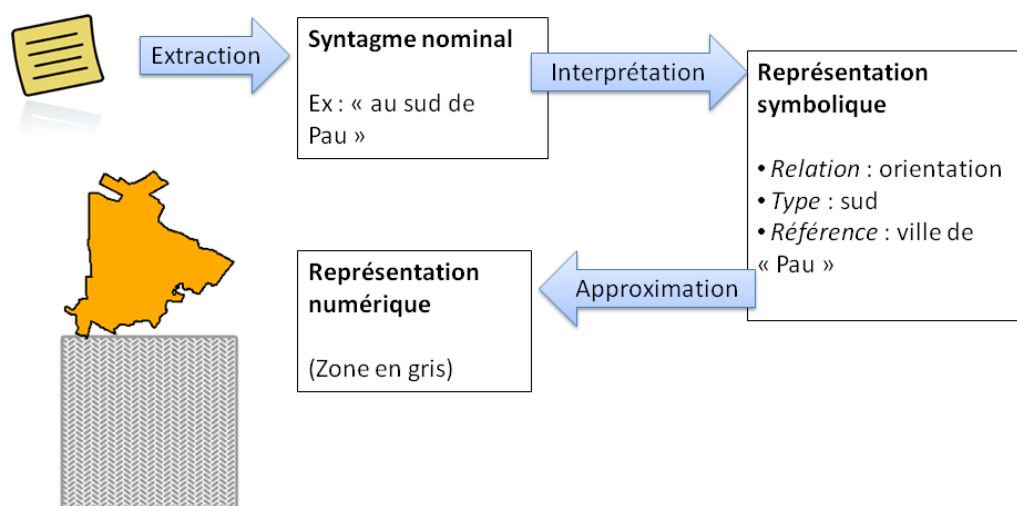 Extraction
Syntagme nominal
Ex : « au sud de
Pau »
Interprétation
Représentation
symbolique
• Relation : orientation
• Type : sud
• Référence : ville de
« Pau »
Approximation
Représentation
numérique
(Zone en gris)